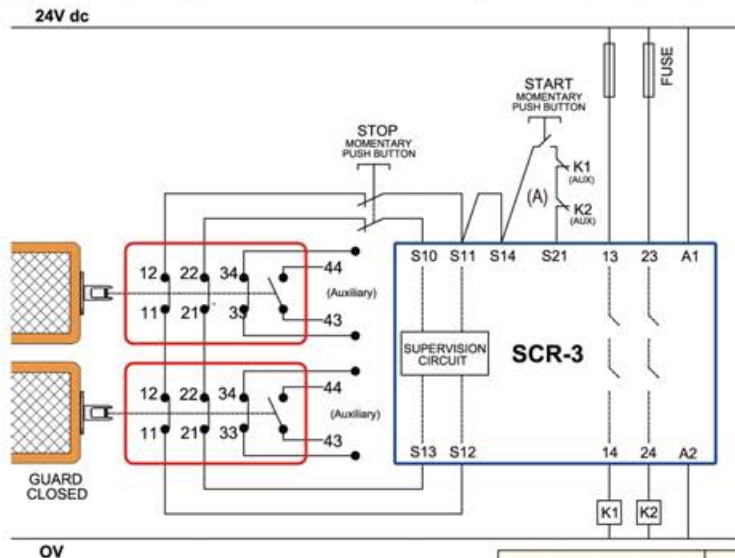 24V dc
FUSE
START
MOMENTARY
PUSH BUTTON
STOP
MOMENTARY
PUSH BUTTON
K1
(AUX)
(A)
K2
(AUX)
S10 S11 S14 S21 13 23 A1
12 22 34 44
(Auxiliary)
11 21 33 43
SUPERVISION
CIRCUIT
SCR-3
12 22 34 44
(Auxiliary)
11 21 33 43
S13 S12 14 24 A2
GUARD
CLOSED
K1 K2
OV